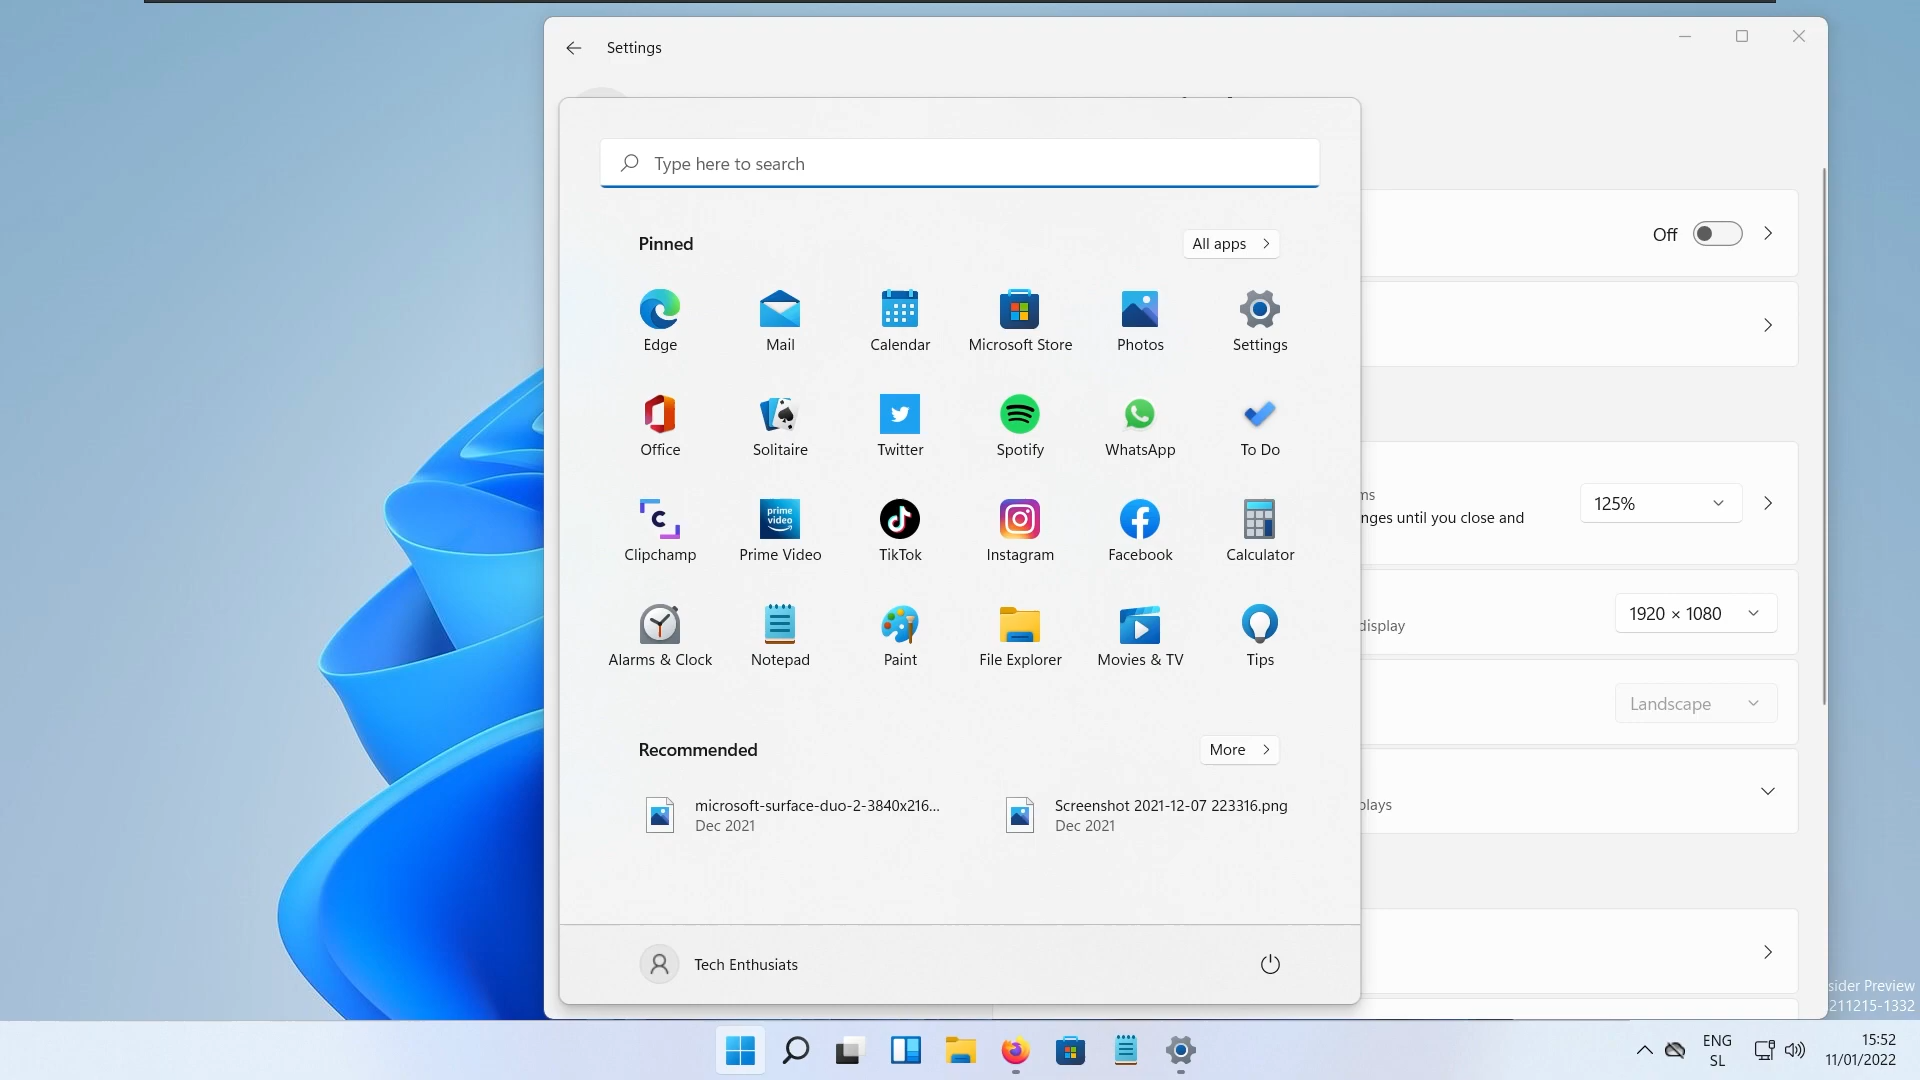 Settings
Type here to search
Pinned
All apps
Edge
Mail
Calendar
Microsoft Store
Photos
Settings
Office
Solitaire
Twitter
Spotify
WhatsApp
To Do
Clipchamp
prime video
Prime Video
TikTok
Instagram
Facebook
Calculator
Alarms & Clock
Notepad
Paint
File Explorer
Movies & TV
Tips
Recommended
More
microsoft-surface-duo-2-3840x216...
Dec 2021
Screenshot 2021-12-07 223316.png
Dec 2021
Tech Enthusiats
Off
until you close and
125%
display
1920 × 1080
Landscape
Preview
211215-1332
ENG
SL
15:52
11/01/2022